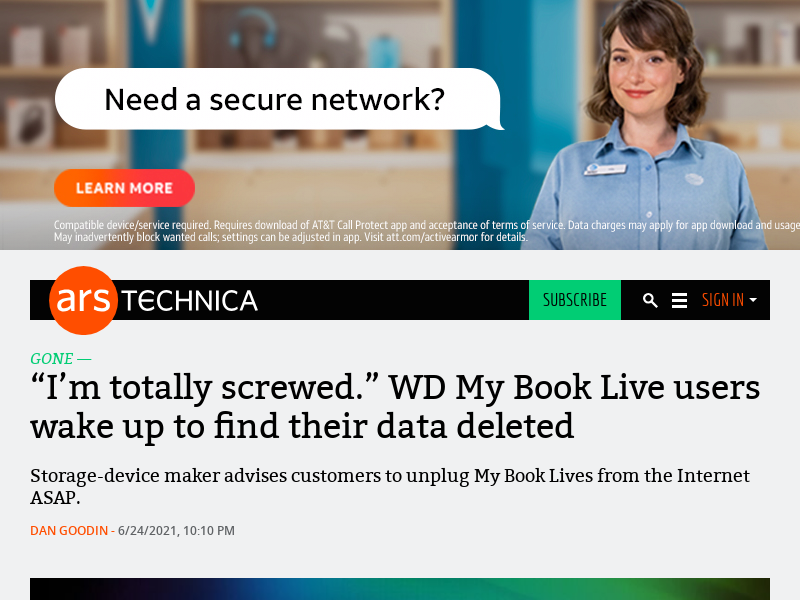 Need a secure network?
LEARN MORE
Compatible device/service required. Requires download of AT&T Call Protect app and acceptance of terms of service. Data charges may apply for app download and usage
May inadvertently block wanted calls; settings can be adjusted in app. Visit att.com/activearmor for details.
ars TECHNICA
SUBSCRIBE
SIGN IN
GONE —
“I’m totally screwed.” WD My Book Live users
wake up to find their data deleted
Storage-device maker advises customers to unplug My Book Lives from the Internet
ASAP.
DAN GOODIN - 6/24/2021, 10:10 PM